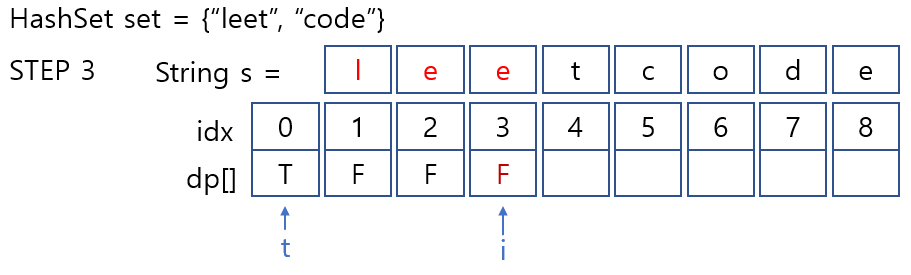 HashSet set = {“leet”, “code”}
STEP 3 String s = l e e t c o d e
idx 0 1 2 3 4 5 6 7 8
dp[] T F F F
t i